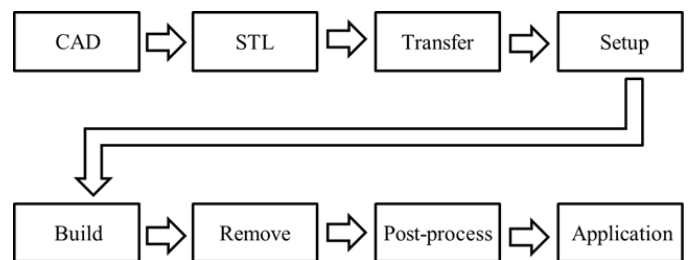 CAD
STL
Transfer
Setup
Build
Remove
Post-process
Application